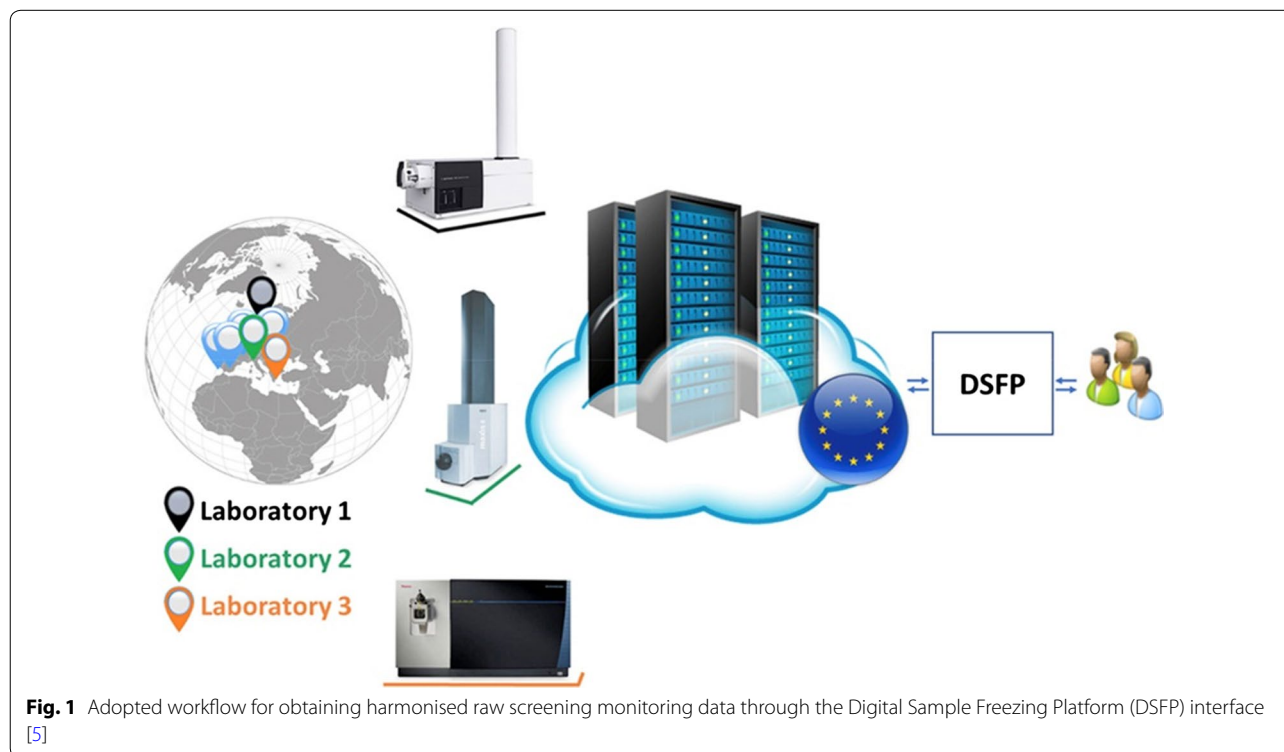 Laboratory 1
Laboratory 2
Laboratory 3
DSFP
Fig. 1 Adopted workflow for obtaining harmonised raw screening monitoring data through the Digital Sample Freezing Platform (DSFP) interface
[5]